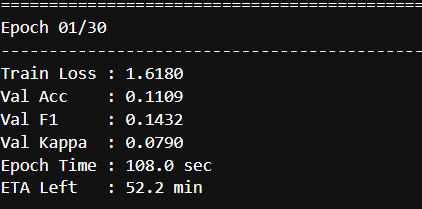 Epoch 01/30
Train Loss : 1.6180
Val Acc    : 0.1109
Val F1     : 0.1432
Val Kappa  : 0.0790
Epoch Time : 108.0 sec
ETA Left   : 52.2 min